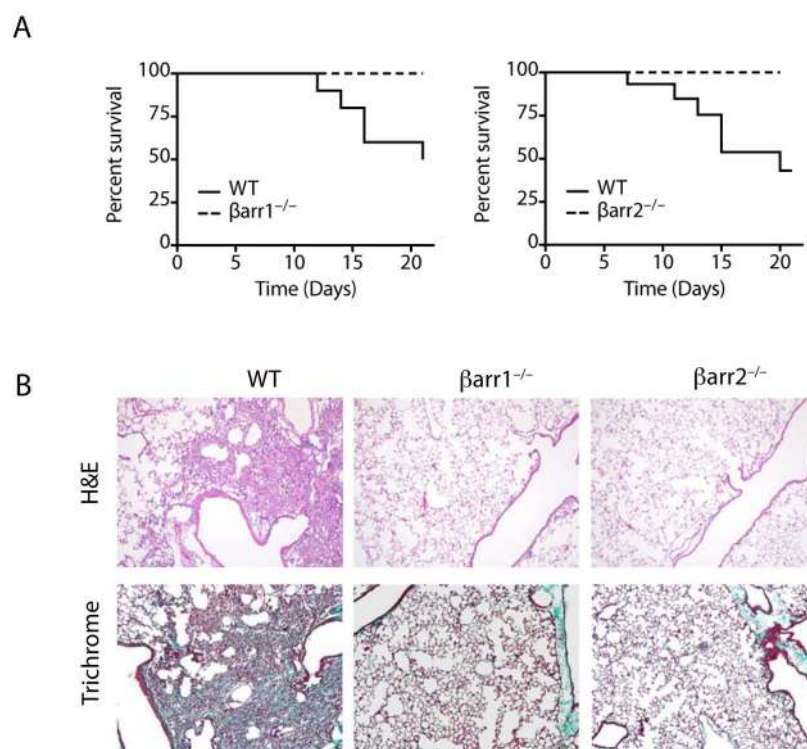 A
Percent survival
100
75
50
25
0
WT
βarr1⁻/⁻
0 5 10 15 20
Time (Days)
Percent survival
100
75
50
25
0
WT
βarr2⁻/⁻
0 5 10 15 20
Time (Days)
B
WT βarr1⁻/⁻ βarr2⁻/⁻
H&E
Trichrome